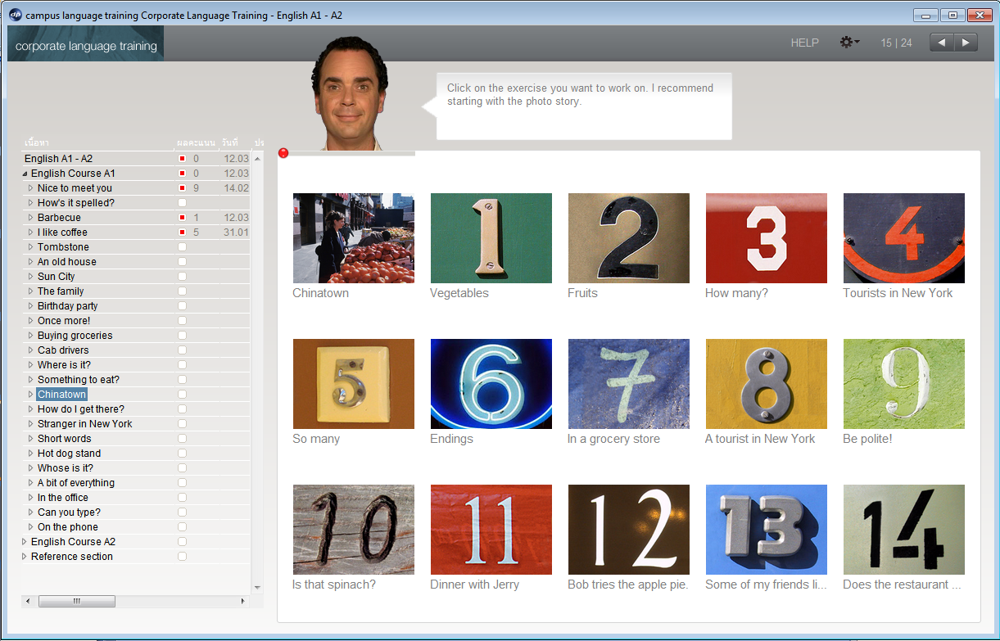 campus language training Corporate Language Training - English A1 - A2
corporate language training
HELP
15 | 24
Click on the exercise you want to work on. I recommend
starting with the photo story.
เนื้อหา ผลคะแนน วันที่ ปร
English A1 - A2 0 12.03
English Course A1 0 12.03
Nice to meet you 9 14.02
How's it spelled?
Barbecue 1 12.03
I like coffee 5 31.01
Tombstone
An old house
Sun City
The family
Birthday party
Once more!
Buying groceries
Cab drivers
Where is it?
Something to eat?
Chinatown
How do I get there?
Stranger in New York
Short words
Hot dog stand
Whose is it?
A bit of everything
In the office
Can you type?
On the phone
English Course A2
Reference section
1 2 3 4
Chinatown Vegetables Fruits How many? Tourists in New York
5 6 7 8 9
So many Endings In a grocery store A tourist in New York Be polite!
10 11 12 13 14
Is that spinach? Dinner with Jerry Bob tries the apple pie. Some of my friends li... Does the restaurant ...